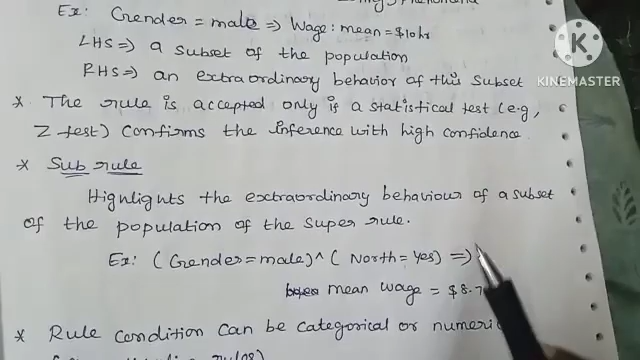 Ex: Gender = male => Wage: mean = $10 hr
LHS => a subset of the population
RHS => an extraordinary behavior of this subset
KINEMASTER
* The rule is accepted only if a statistical test (e.g,
Z test) confirms the inference with high confidence
* Sub rule
Highlights the extraordinary behaviour of a subset
of the population of the super rule.
Ex: (Gender = male) ^ (North = Yes) =>
mean wage = $8.7
* Rule condition can be categorical or numeric